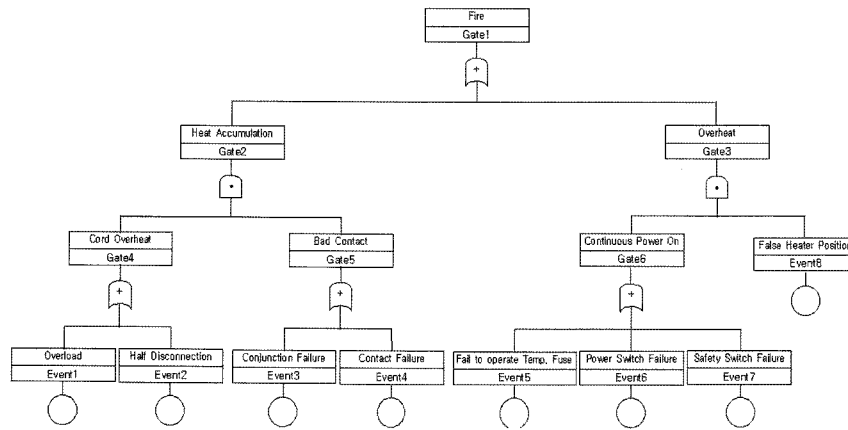 Fire
Gate1
+
Heat Accumulation
Gate2
Overheat
Gate3
•
•
Cord Overheat
Gate4
Bad Contact
Gate5
Continuous Power On
Gate6
False Heater Position
Event8
+
+
+
Overload
Event1
Half Disconnection
Event2
Conjunction Failure
Event3
Contact Failure
Event4
Fail to operate Temp. Fuse
Event5
Power Switch Failure
Event6
Safety Switch Failure
Event7